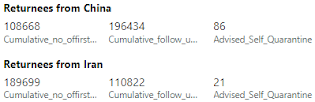 Returnees from China
108668 196434 86
Cumulative_no_offirst... Cumulative_follow_u... Advised_Self_Quarantine
Returnees from Iran
189699 110822 21
Cumulative_no_offirst... Cumulative_follow_u... Advised_Self_Quarantine